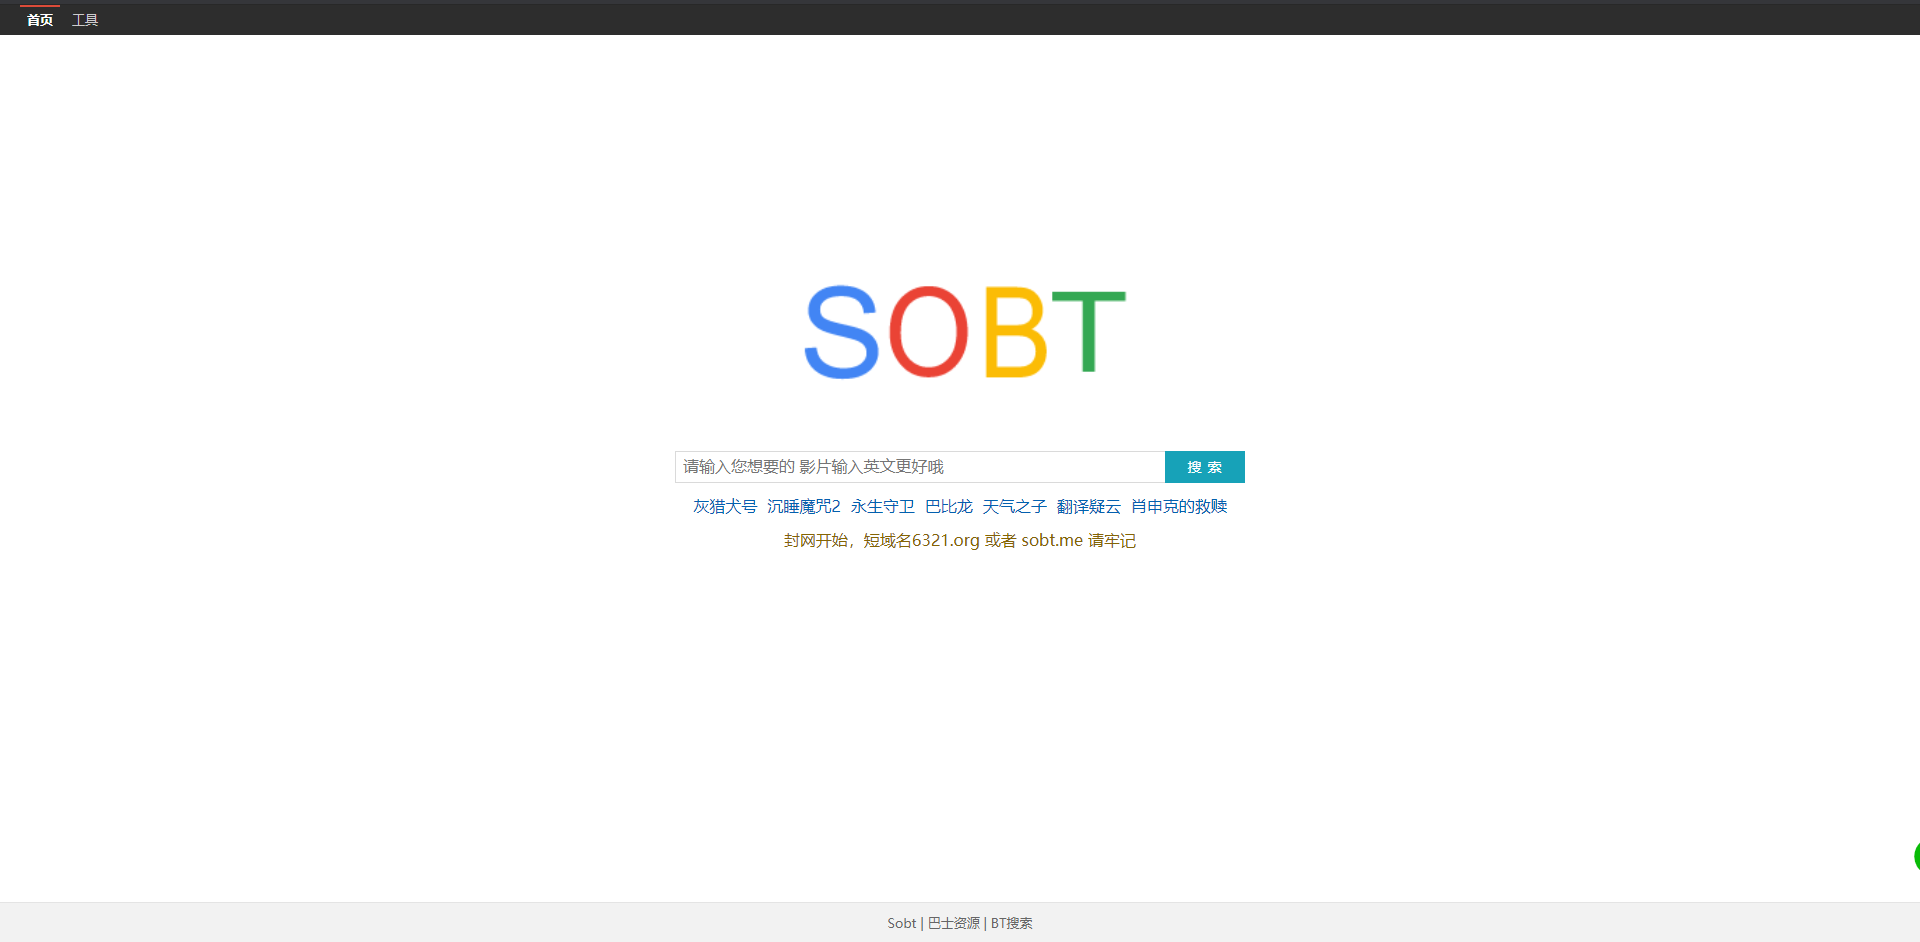 首页 工具
SOBT
请输入您想要的 影片输入英文更好哦 搜 索
灰猎犬号 沉睡魔咒2 永生守卫 巴比龙 天气之子 翻译疑云 肖申克的救赎
封网开始，短域名6321.org 或者 sobt.me 请牢记
Sobt | 巴士资源 | BT搜索